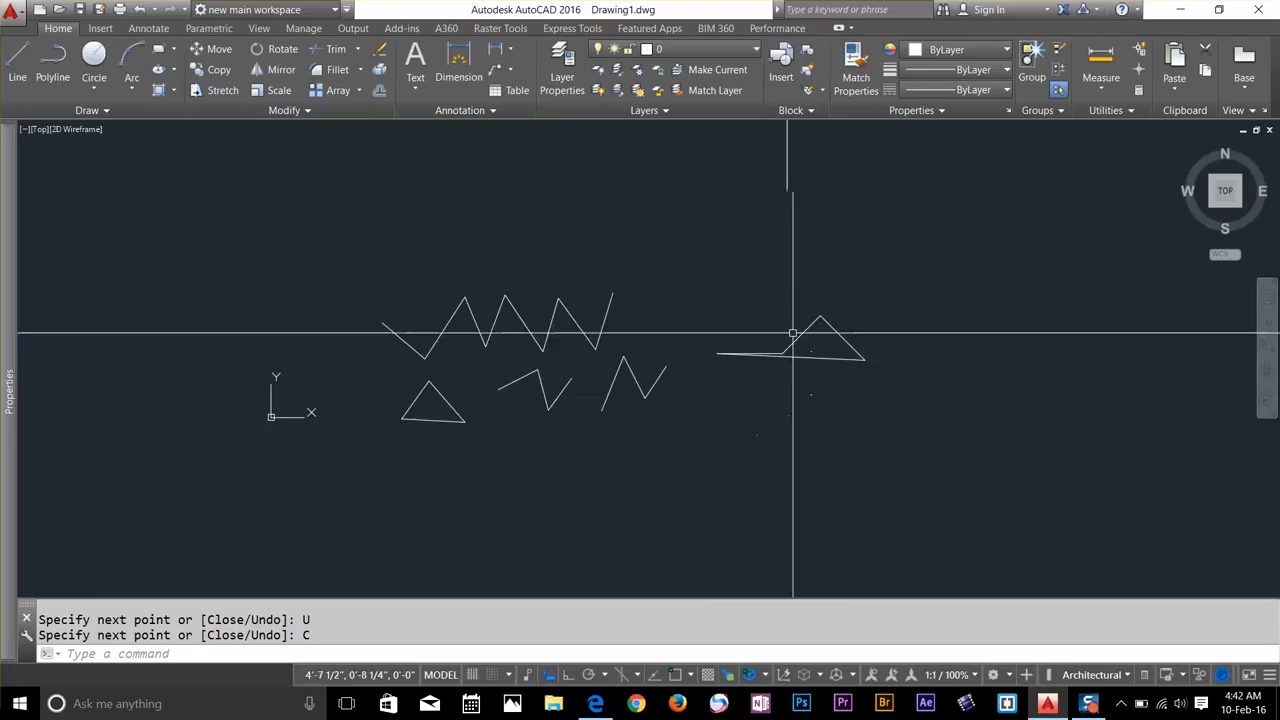 new main workspace
Autodesk AutoCAD 2016 Drawing1.dwg
Type a keyword or phrase
Sign In
Home Insert Annotate Parametric View Manage Output Add-ins A360 Raster Tools Express Tools Featured Apps BIM 360 Performance
Line Polyline Circle Arc
Move Rotate Trim
Copy Mirror Fillet
Stretch Scale Array
Text Dimension Table
Layer Properties
0
Make Current
Match Layer
Insert
Match Properties
ByLayer
ByLayer
ByLayer
Group
Measure
Paste
Base
Draw Modify Annotation Layers Block Properties Groups Utilities Clipboard View
[−][Top][2D Wireframe]
N
W TOP E
S
WCS
Y
X
Properties
Specify next point or [Close/Undo]: U
Specify next point or [Close/Undo]: C
Type a command
4'-7 1/2", 0'-8 1/4", 0'-0" MODEL 1:1 / 100% Architectural
Ask me anything
N Ps Pr Br Ae
4:42 AM
10-Feb-16